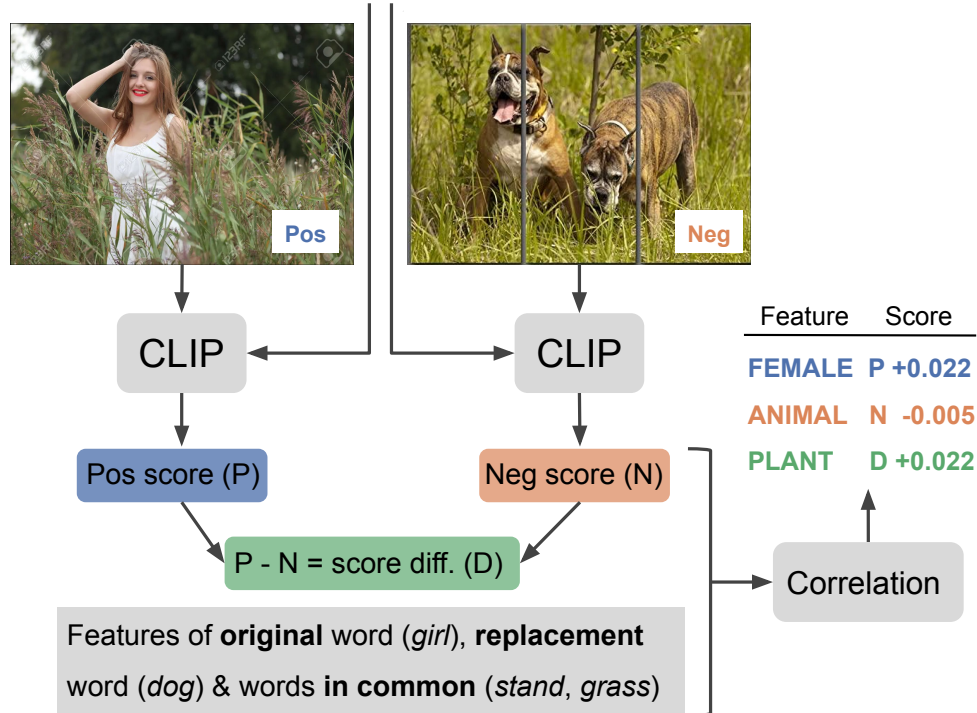 123RF
Pos
Neg
CLIP
CLIP
Feature Score
FEMALE P +0.022
ANIMAL N -0.005
PLANT D +0.022
Pos score (P)
Neg score (N)
P - N = score diff. (D)
Correlation
Features of original word (girl), replacement
word (dog) & words in common (stand, grass)